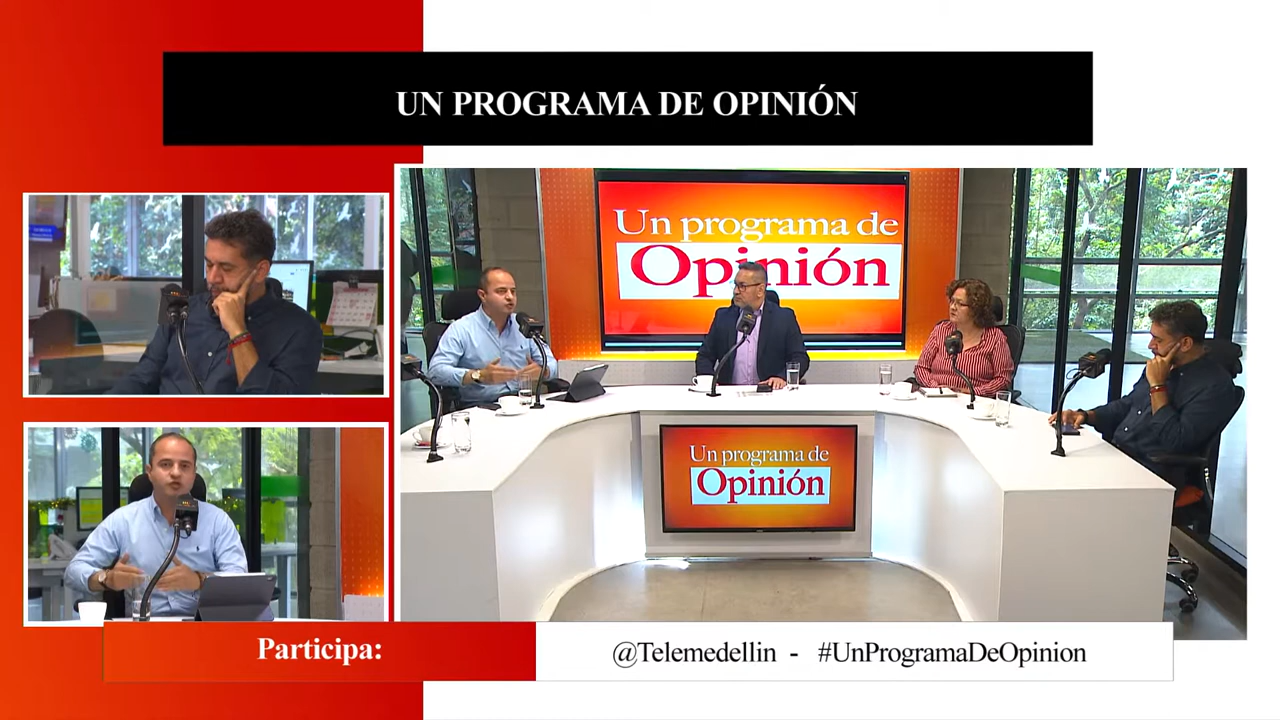 UN PROGRAMA DE OPINIÓN
Un programa de
Opinión
Un programa de
Opinión
Participa:
@Telemedellin - #UnProgramaDeOpinion